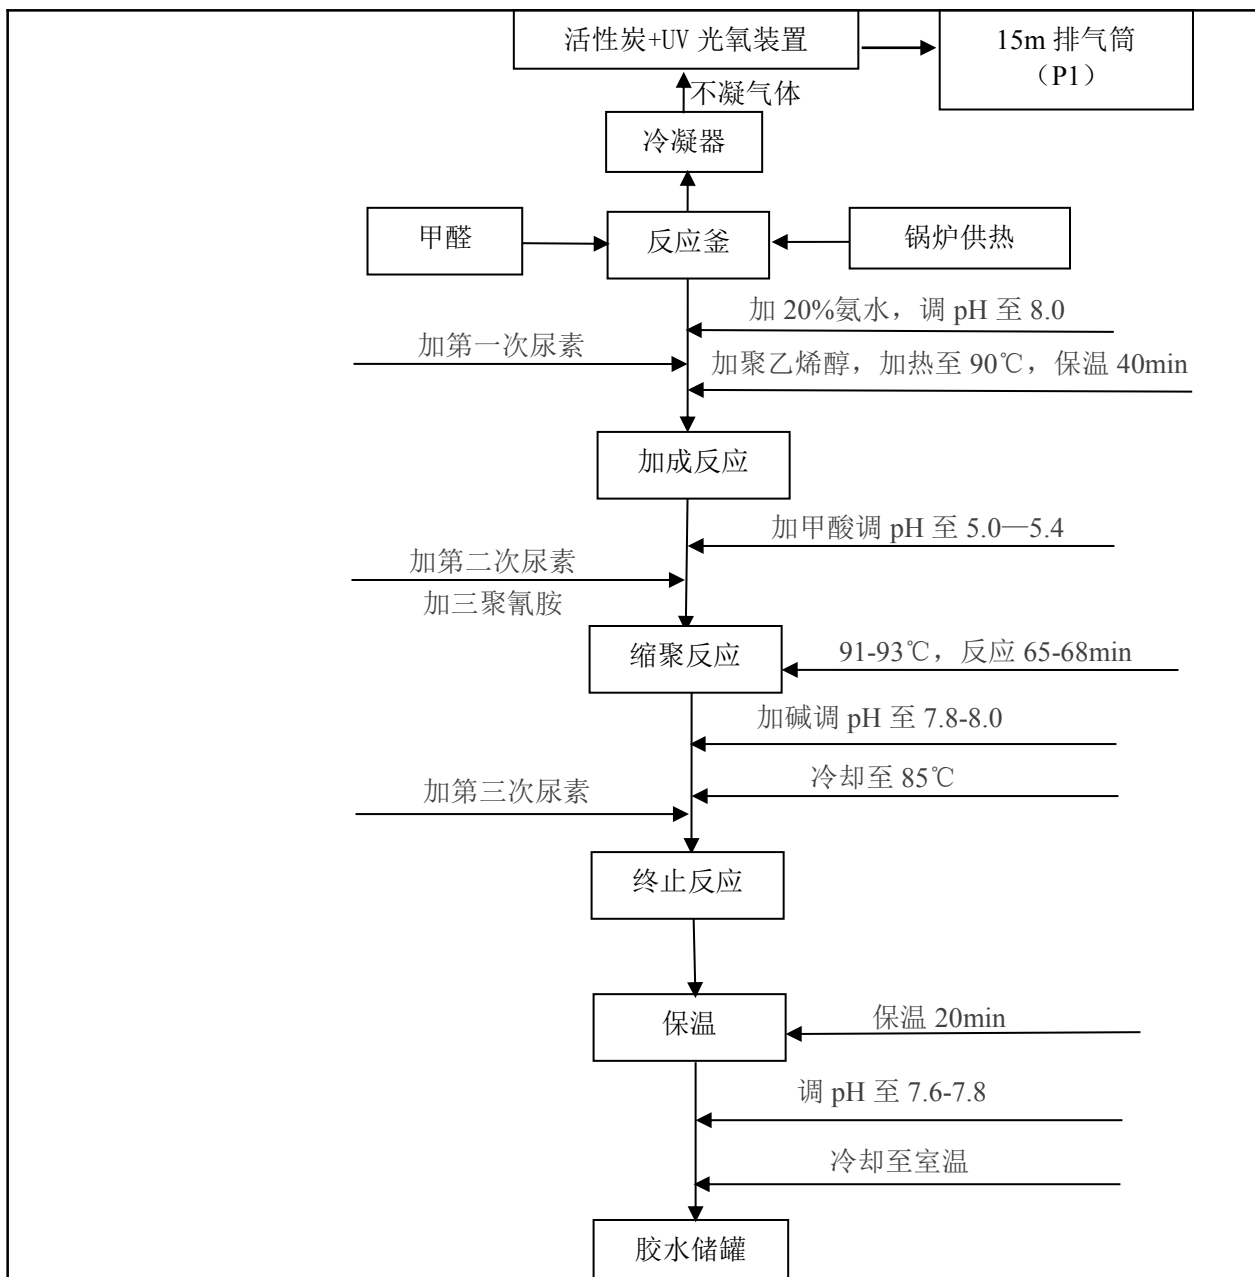 活性炭+UV 光氧装置
15m 排气筒
（P1）
不凝气体
冷凝器
甲醛
反应釜
锅炉供热
加 20%氨水，调 pH 至 8.0
加第一次尿素
加聚乙烯醇，加热至 90℃，保温 40min
加成反应
加甲酸调 pH 至 5.0—5.4
加第二次尿素
加三聚氰胺
缩聚反应
91-93℃，反应 65-68min
加碱调 pH 至 7.8-8.0
冷却至 85℃
加第三次尿素
终止反应
保温
保温 20min
调 pH 至 7.6-7.8
冷却至室温
胶水储罐